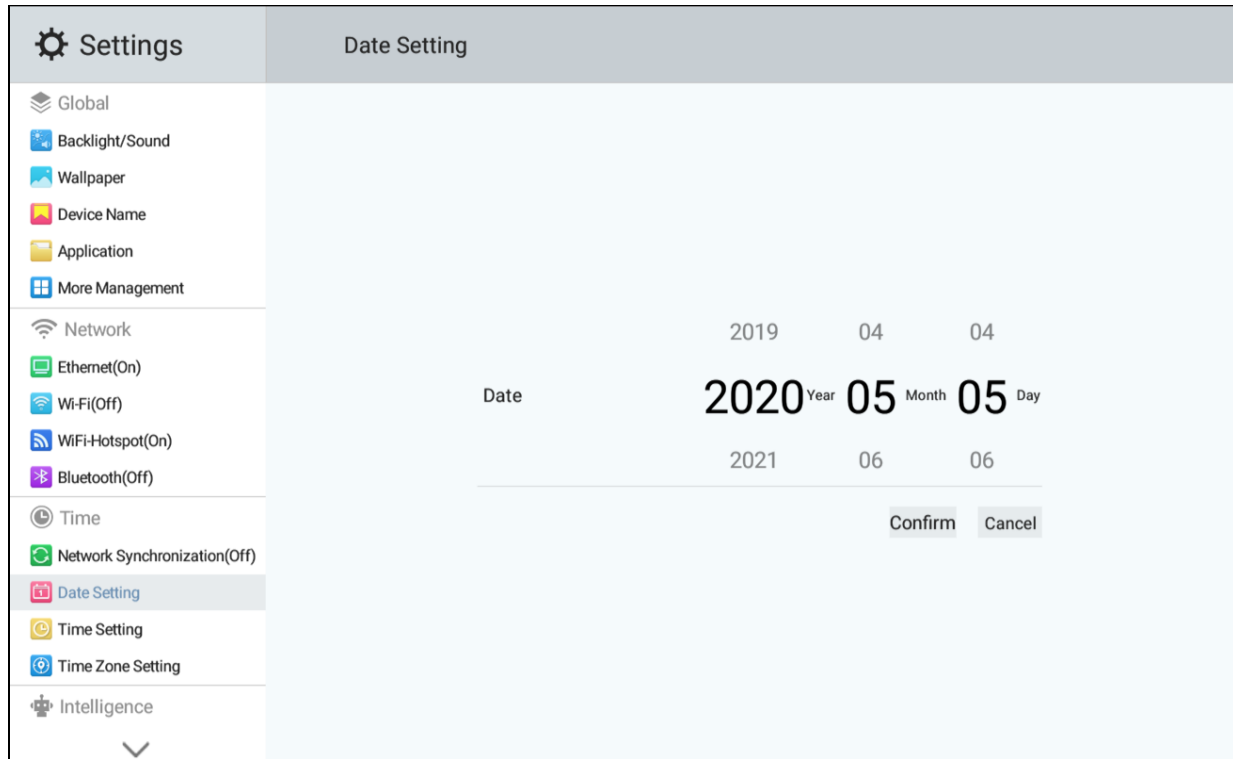 Settings
Date Setting
Global
Backlight/Sound
Wallpaper
Device Name
Application
More Management
Network
Ethernet(On)
Wi-Fi(Off)
WiFi-Hotspot(On)
Bluetooth(Off)
Time
Network Synchronization(Off)
Date Setting
Time Setting
Time Zone Setting
Intelligence
2019 04 04
Date 2020 Year 05 Month 05 Day
2021 06 06
Confirm Cancel